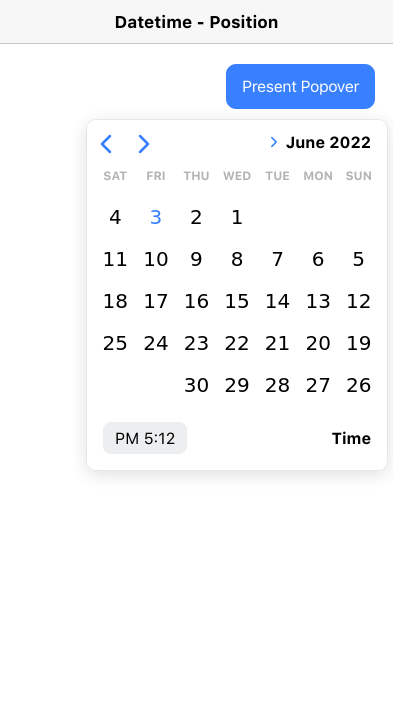 Datetime - Position
Present Popover
June 2022
SAT FRI THU WED TUE MON SUN
4 3 2 1
11 10 9 8 7 6 5
18 17 16 15 14 13 12
25 24 23 22 21 20 19
30 29 28 27 26
PM 5:12 Time